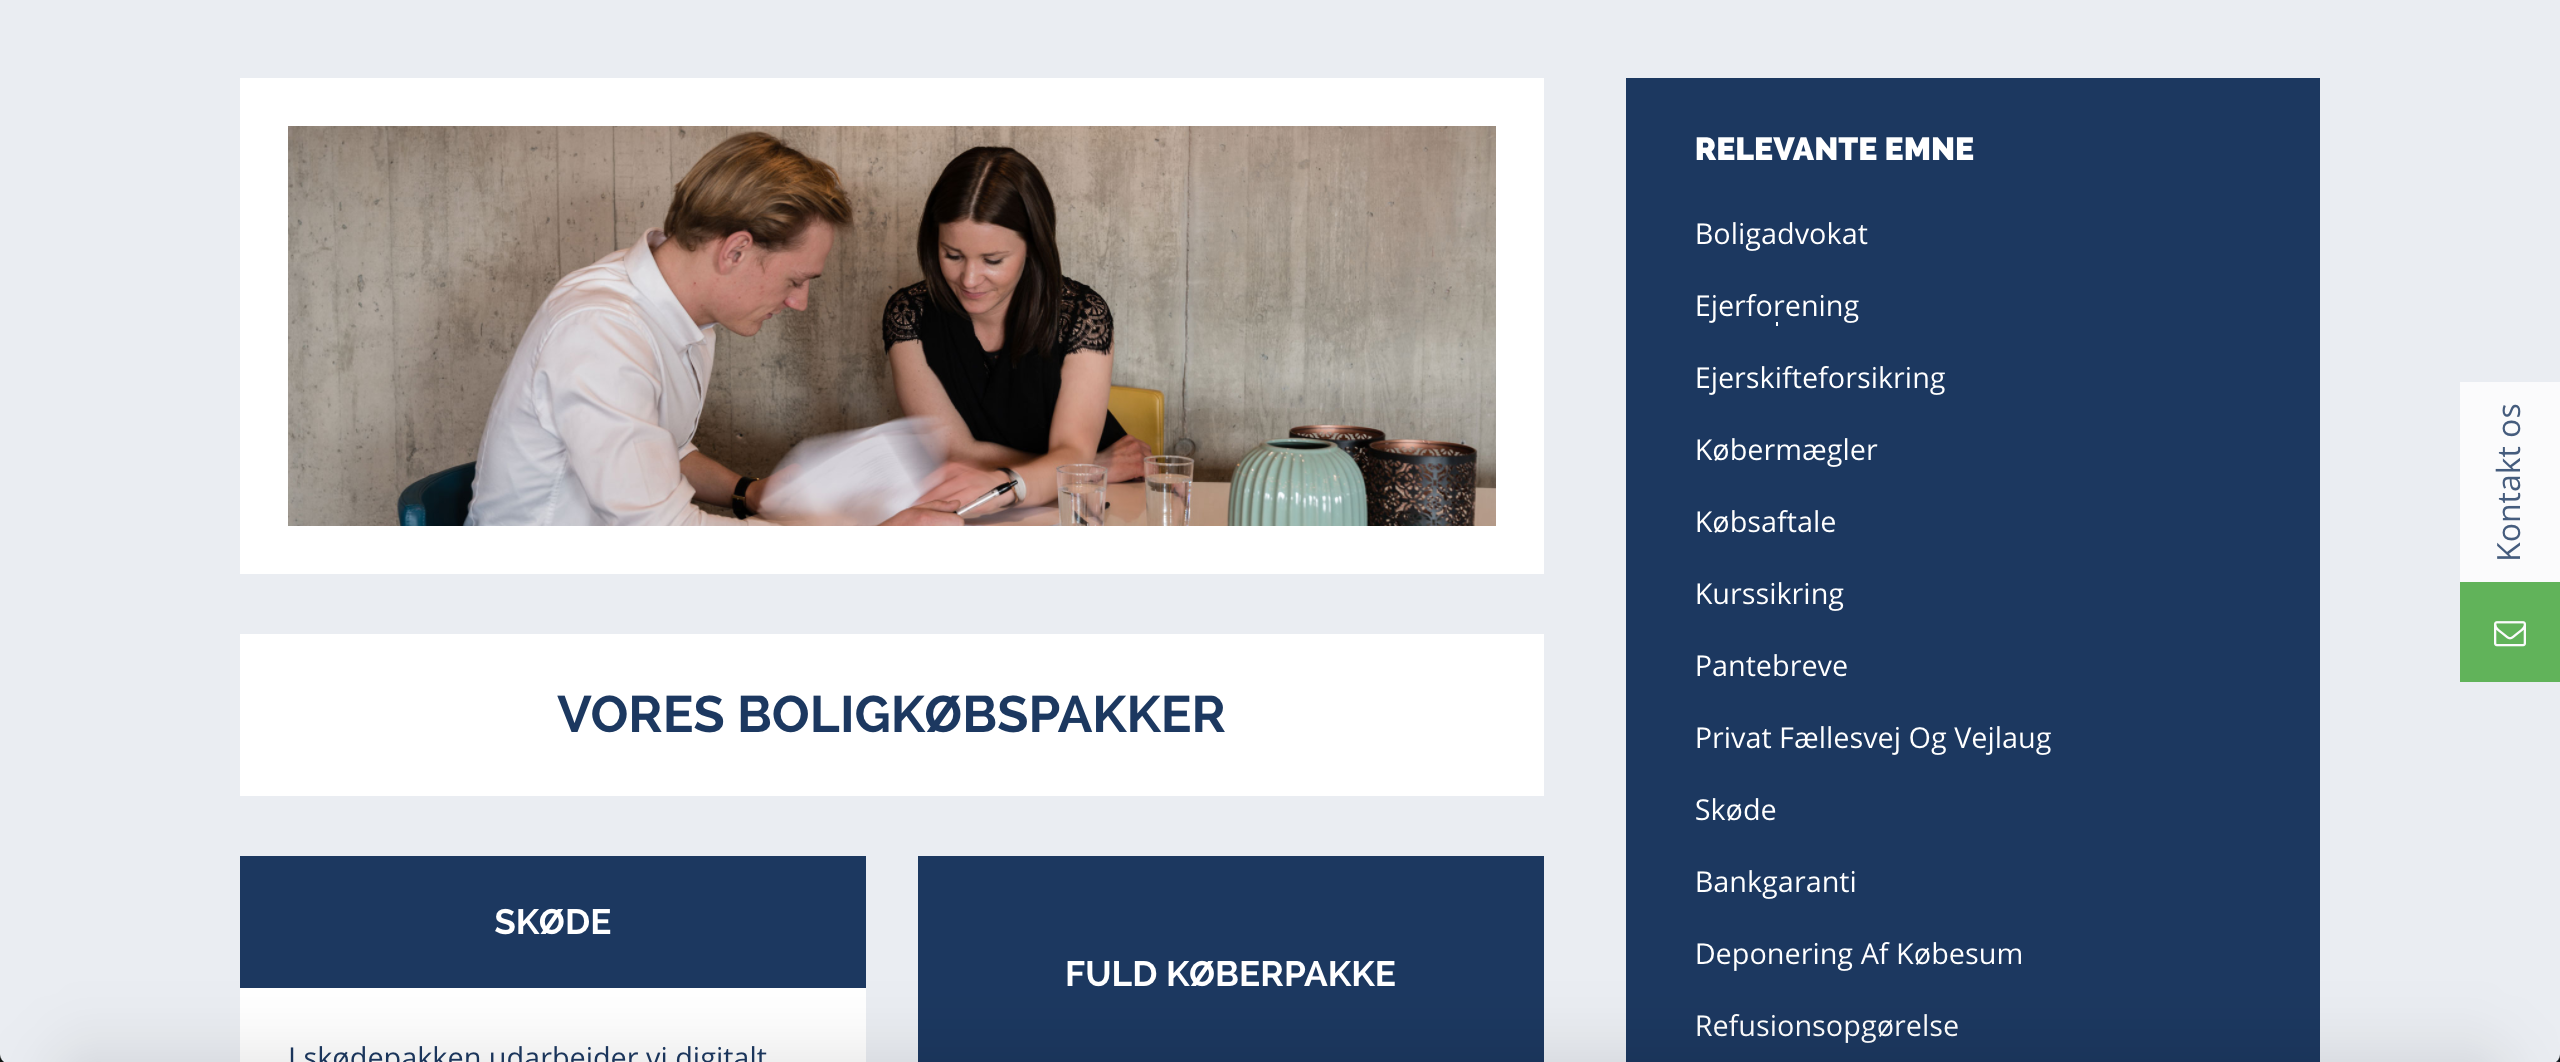 VORES BOLIGKØBSPAKKER
SKØDE
I skødepakken udarbejder vi digitalt
FULD KØBERPAKKE
RELEVANTE EMNE
Boligadvokat
Ejerforening
Ejerskifteforsikring
Købermægler
Købsaftale
Kurssikring
Pantebreve
Privat Fællesvej Og Vejlaug
Skøde
Bankgaranti
Deponering Af Købesum
Refusionsopgørelse
Kontakt os